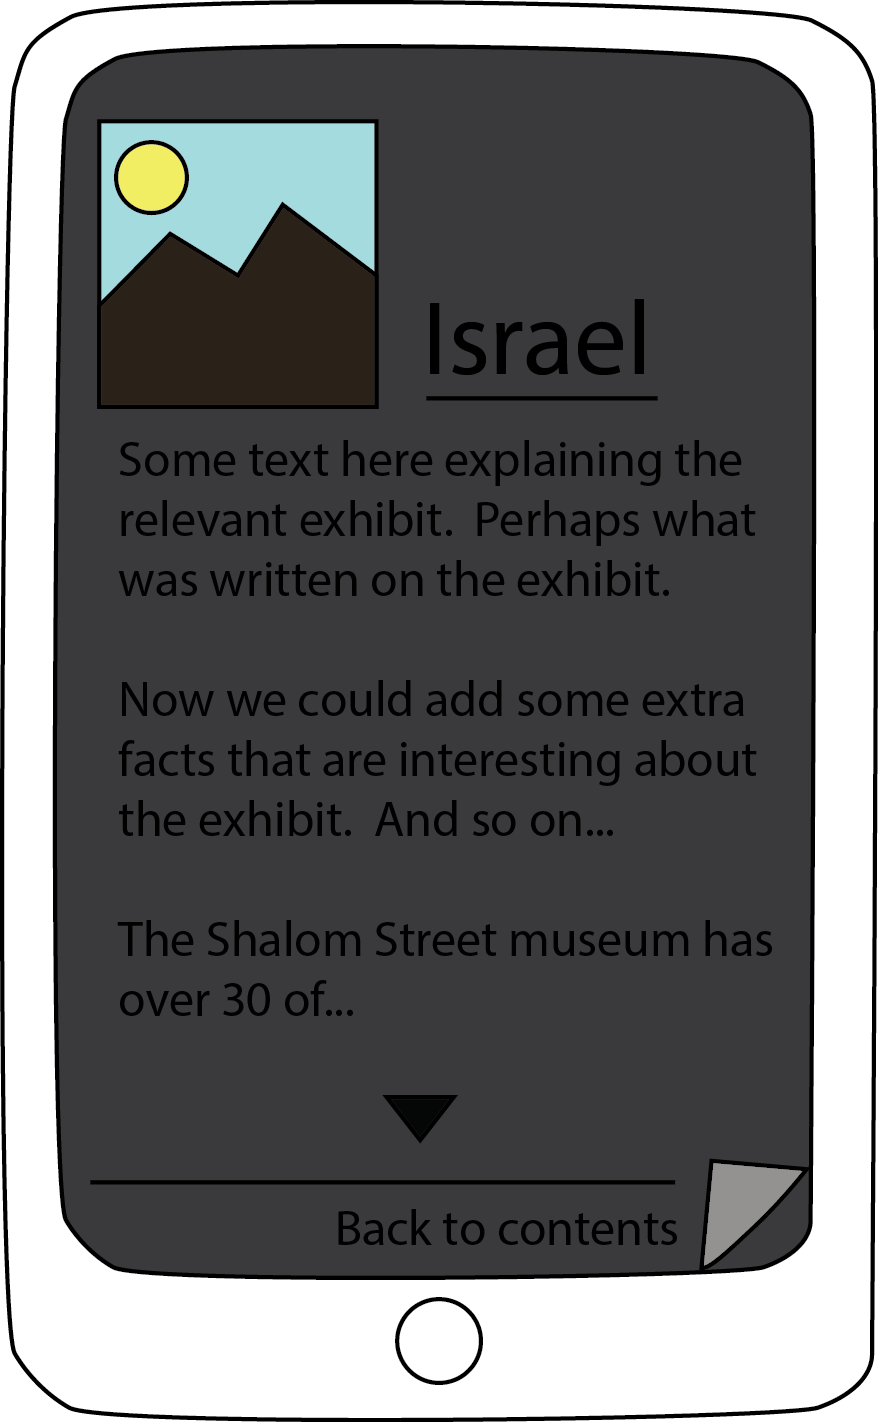 Israel
Some text here explaining the
relevant exhibit.  Perhaps what
was written on the exhibit.
Now we could add some extra
facts that are interesting about
the exhibit.  And so on...
The Shalom Street museum has
over 30 of...
Back to contents